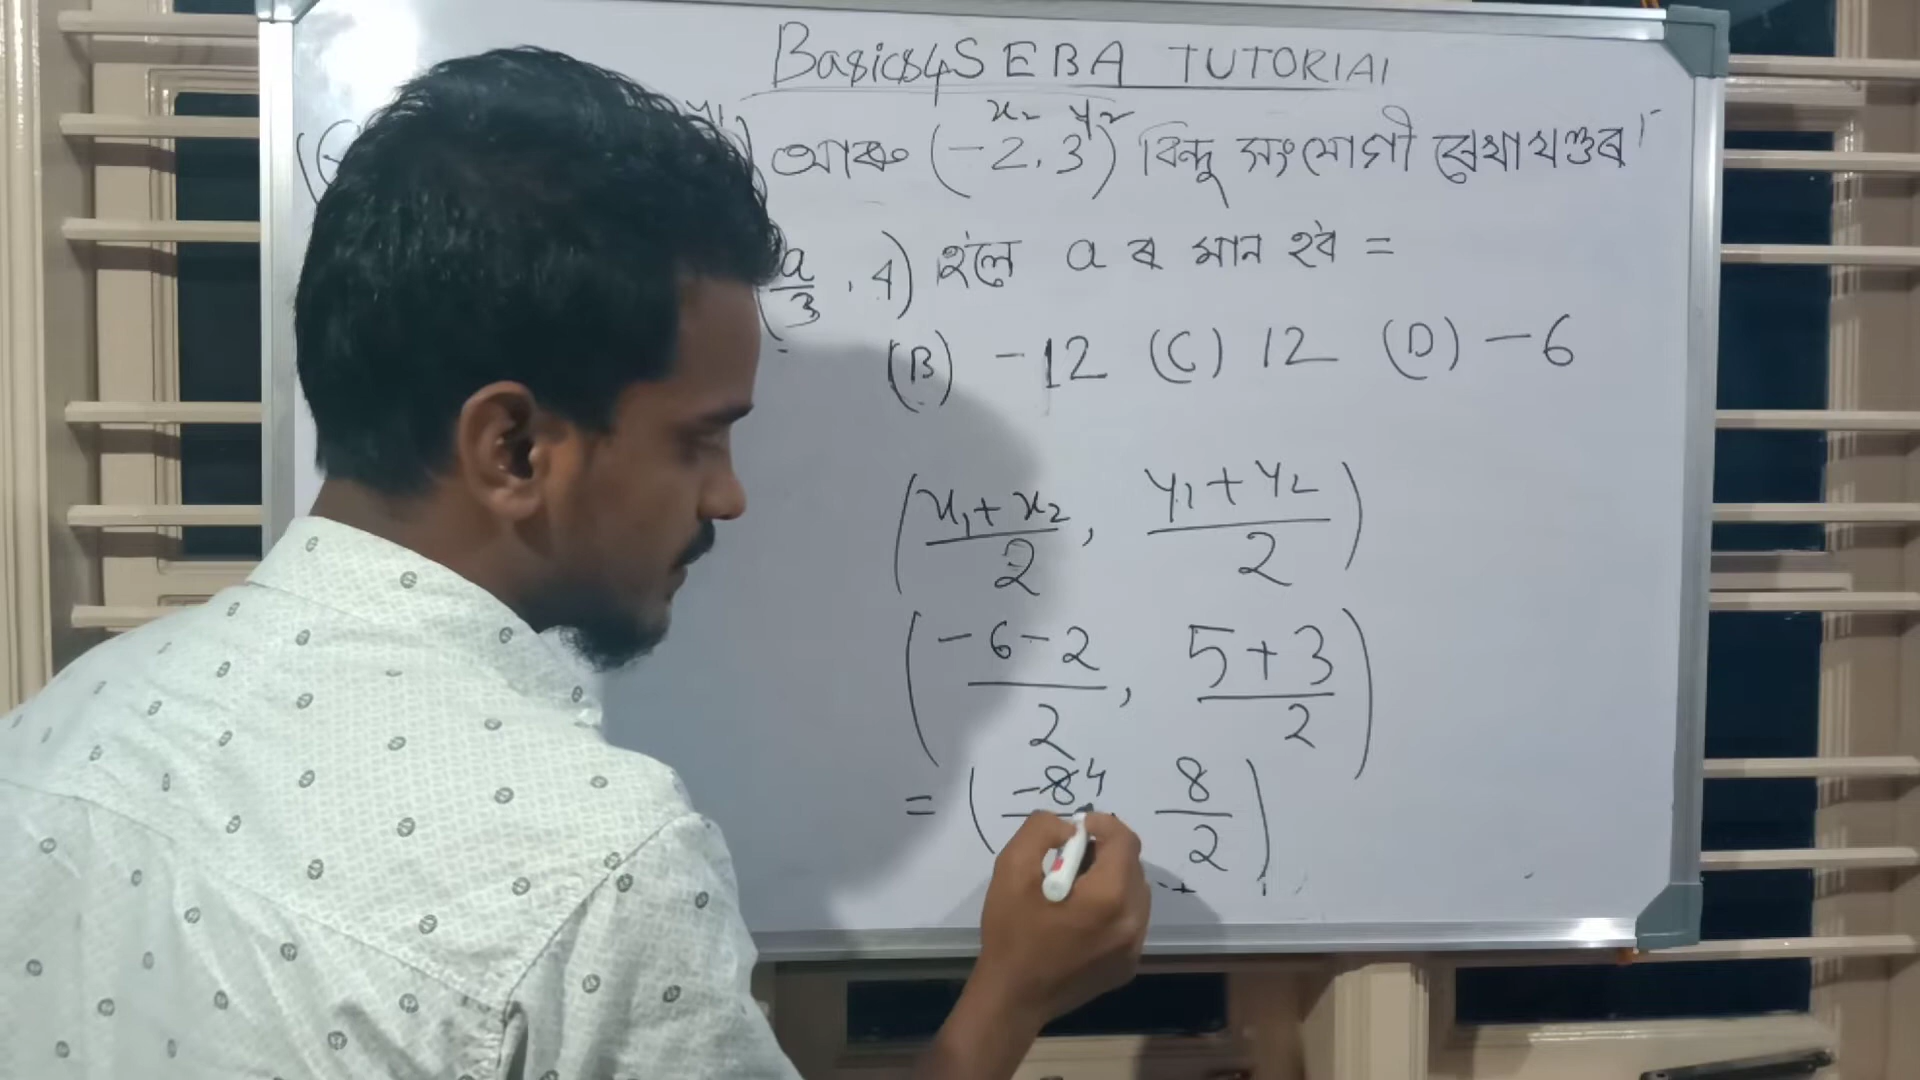 Basics4SEBA TUTORIAl
y1 x2 y2
( ) আৰু (-2, 3) বিন্দু সংযোগী ৰেখাখণ্ডৰ
(a/3, 4) হ'লে a ৰ মান হ'ব =
(B) -12 (C) 12 (D) -6
(x1+x2/2, y1+y2/2)
(-6-2/2, 5+3/2)
= (-8 4, 8/2)